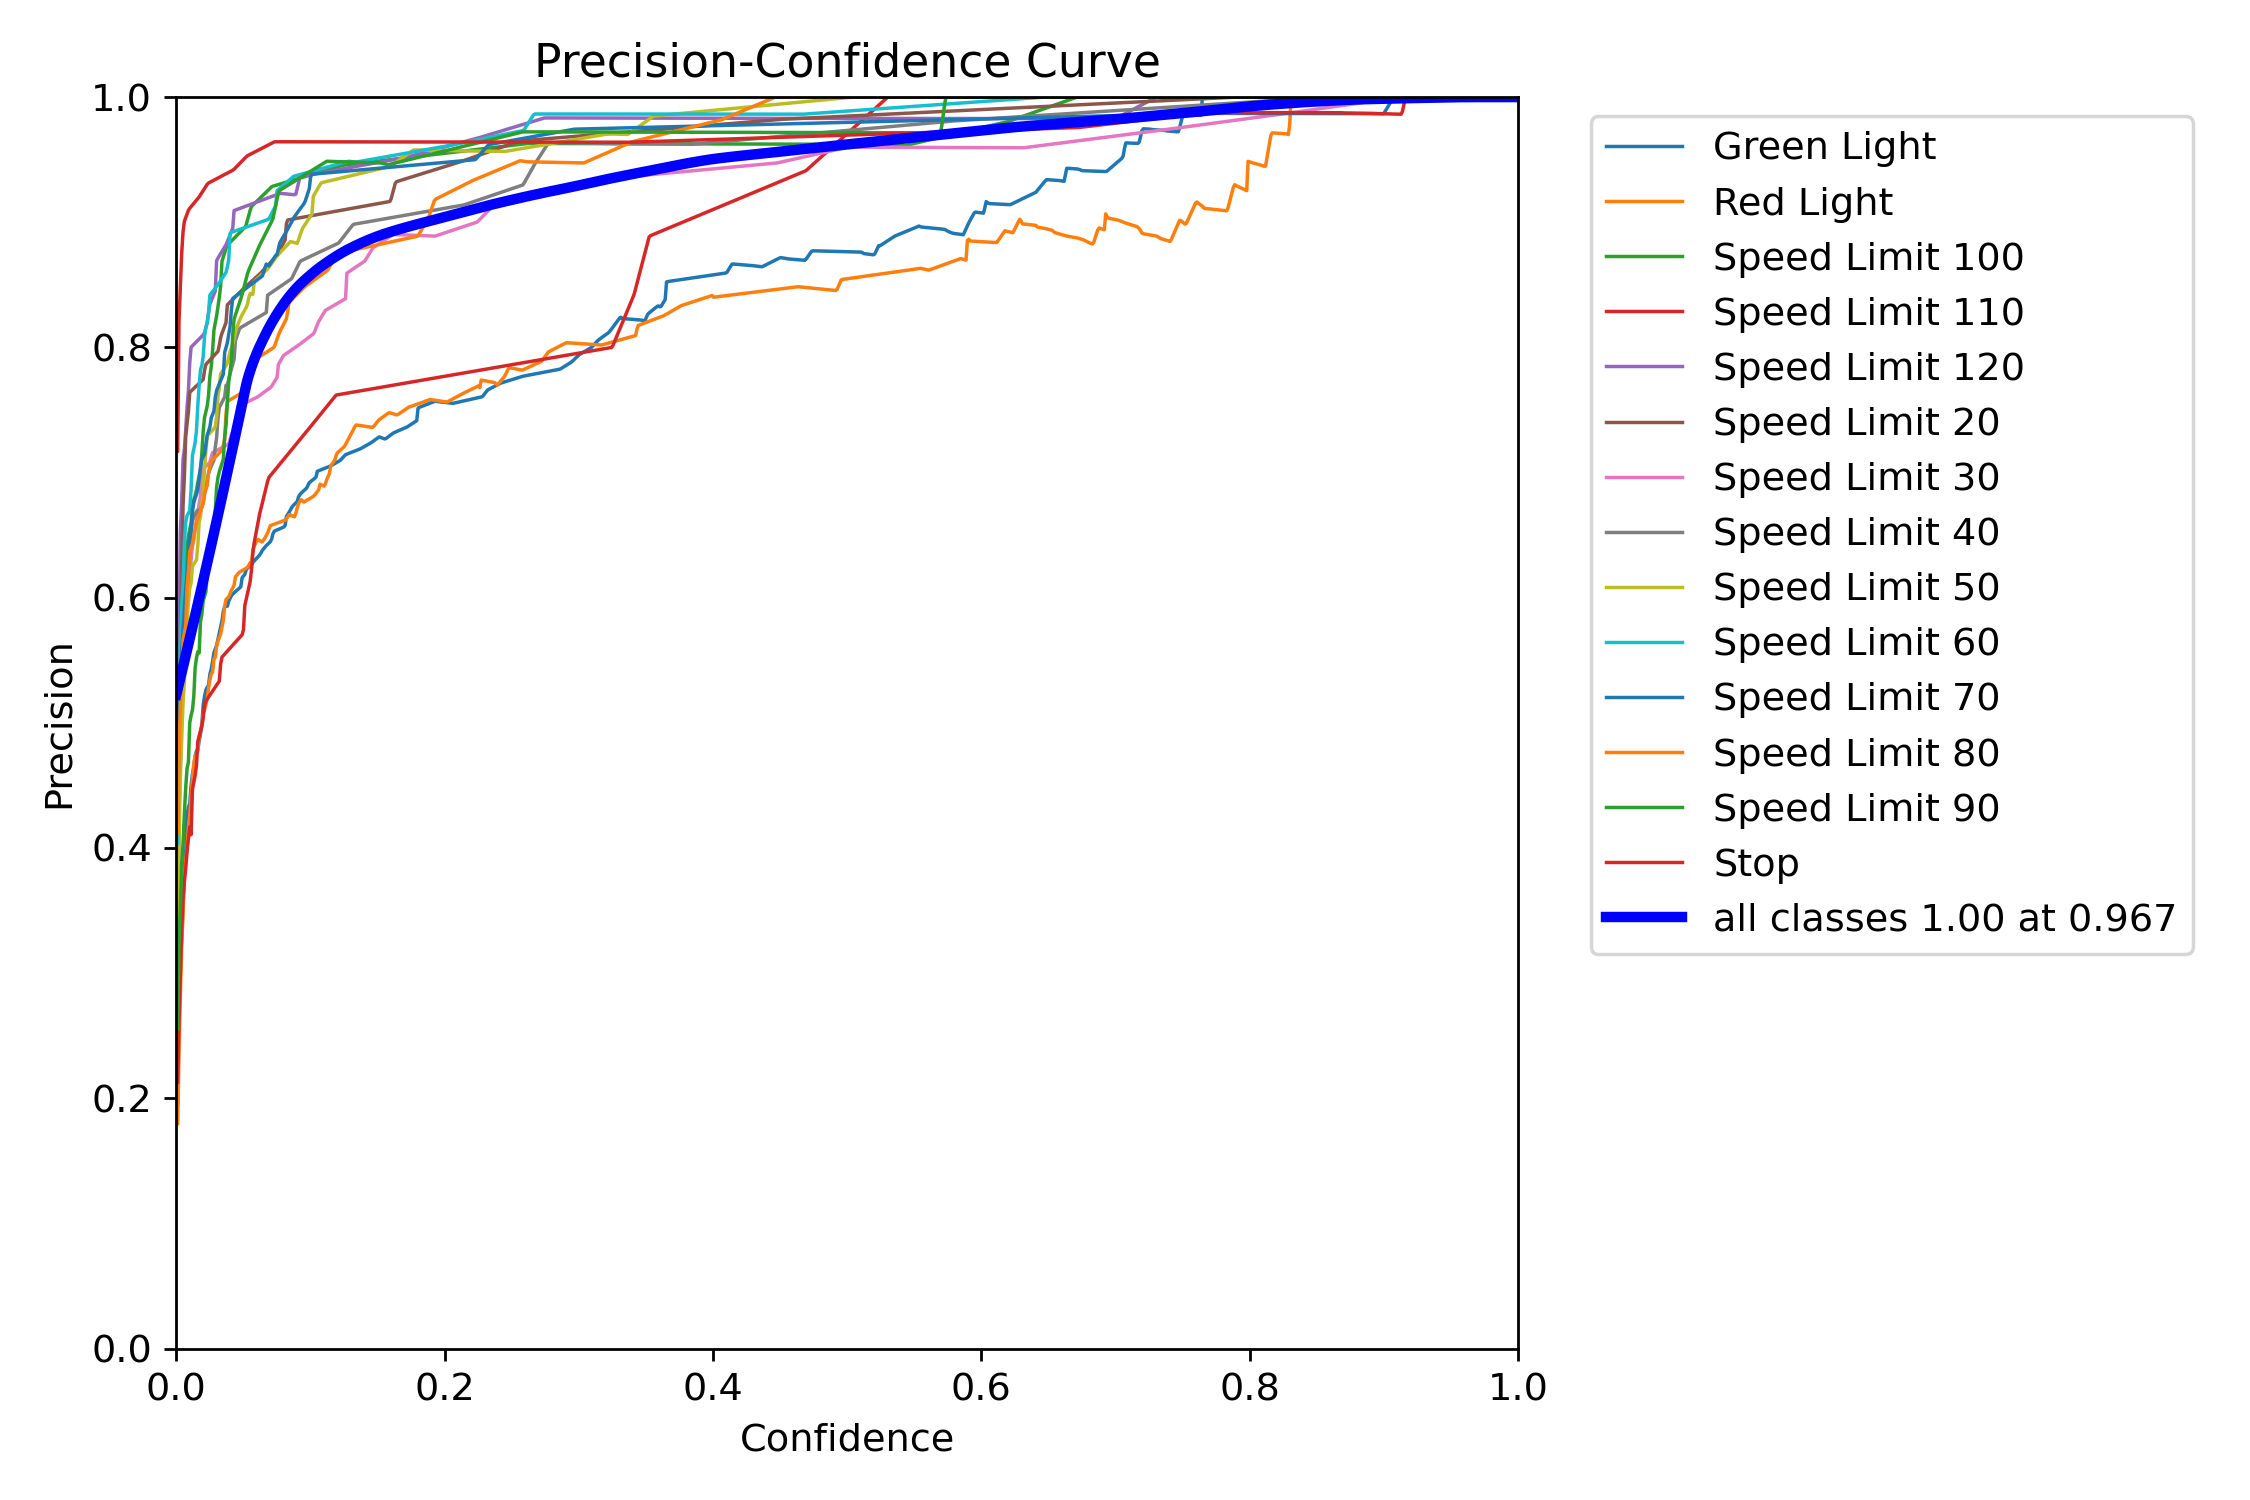 Precision-Confidence Curve
1.0
0.8
0.6
0.4
0.2
0.0
Precision
0.0 0.2 0.4 0.6 0.8 1.0
Confidence
Green Light
Red Light
Speed Limit 100
Speed Limit 110
Speed Limit 120
Speed Limit 20
Speed Limit 30
Speed Limit 40
Speed Limit 50
Speed Limit 60
Speed Limit 70
Speed Limit 80
Speed Limit 90
Stop
all classes 1.00 at 0.967